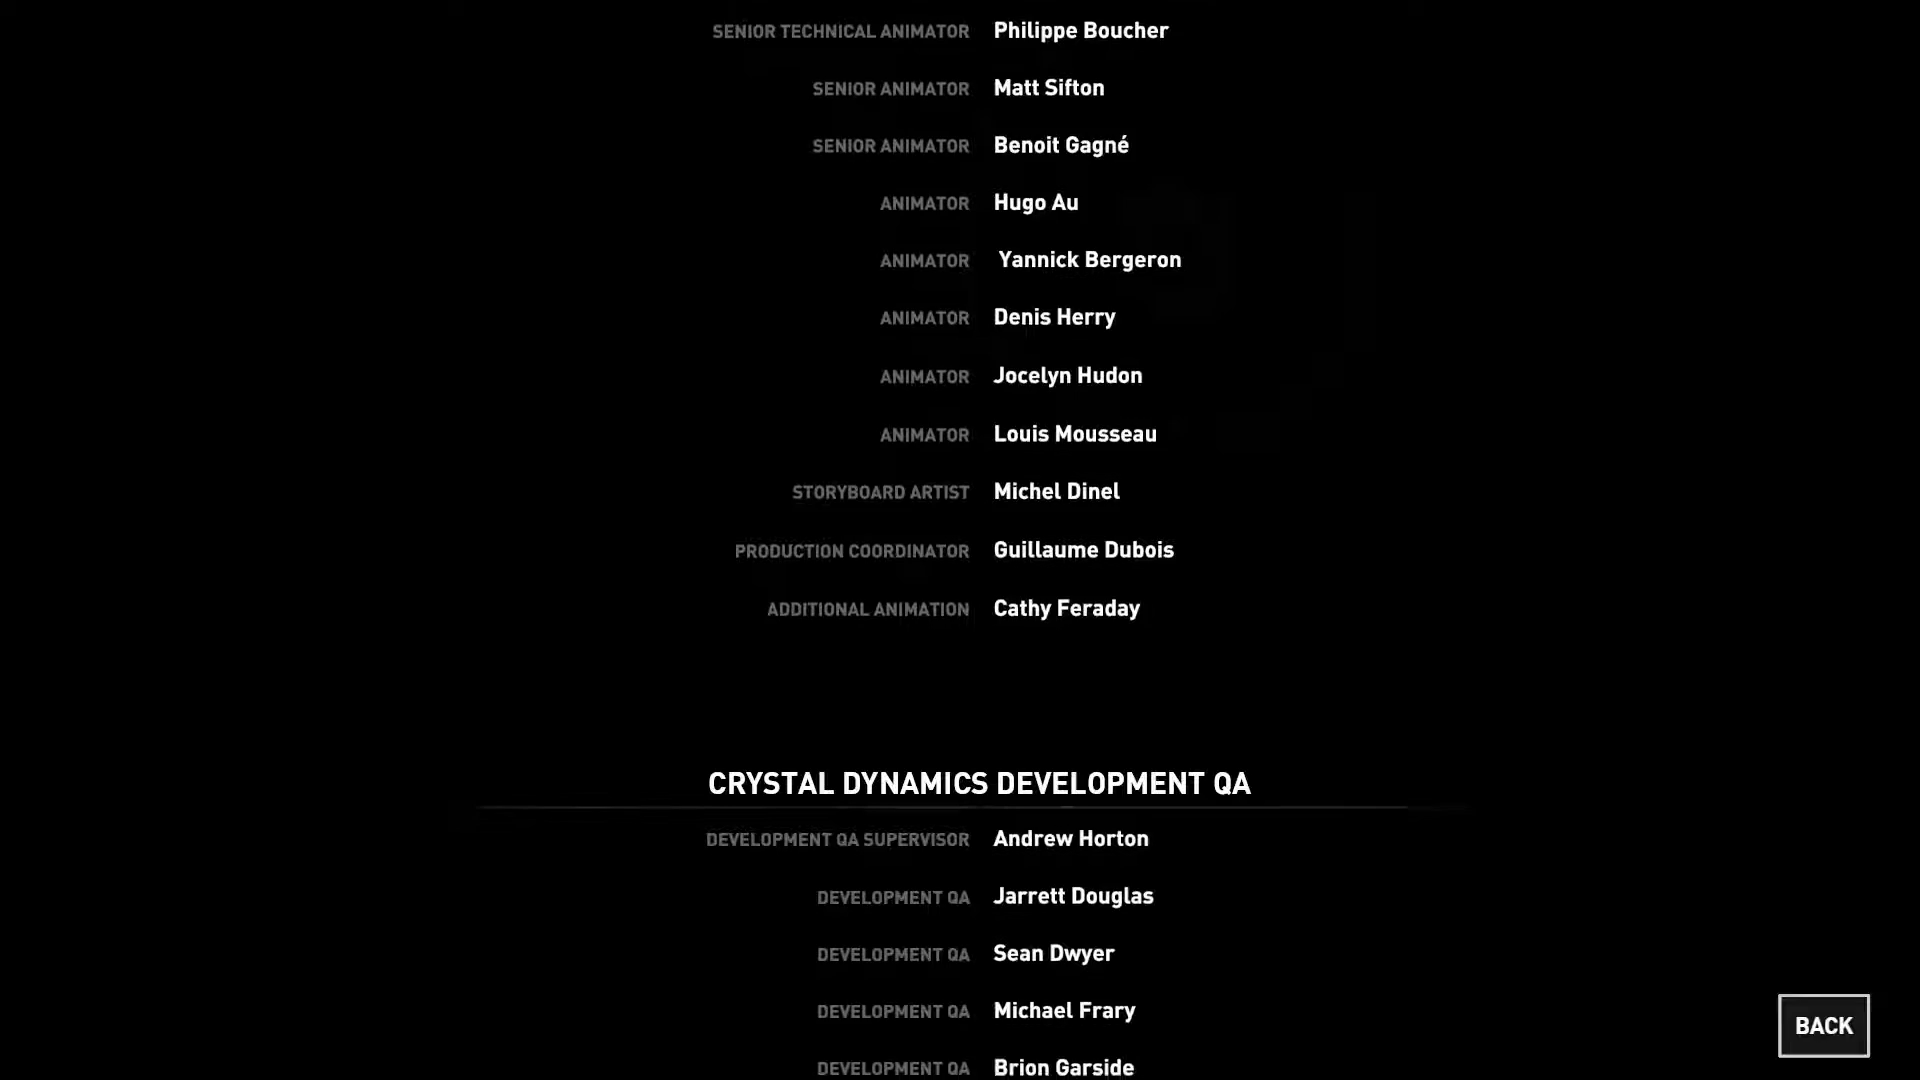 SENIOR TECHNICAL ANIMATOR Philippe Boucher
SENIOR ANIMATOR Matt Sifton
SENIOR ANIMATOR Benoit Gagné
ANIMATOR Hugo Au
ANIMATOR Yannick Bergeron
ANIMATOR Denis Herry
ANIMATOR Jocelyn Hudon
ANIMATOR Louis Mousseau
STORYBOARD ARTIST Michel Dinel
PRODUCTION COORDINATOR Guillaume Dubois
ADDITIONAL ANIMATION Cathy Feraday
CRYSTAL DYNAMICS DEVELOPMENT QA
DEVELOPMENT QA SUPERVISOR Andrew Horton
DEVELOPMENT QA Jarrett Douglas
DEVELOPMENT QA Sean Dwyer
DEVELOPMENT QA Michael Frary
DEVELOPMENT QA Brion Garside
BACK